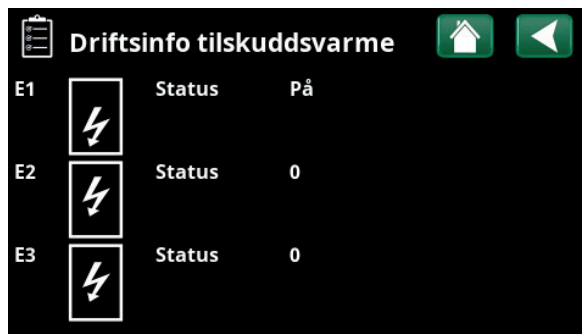 Driftsinfo tilskuddsvarme
E1 Status På
E2 Status 0
E3 Status 0